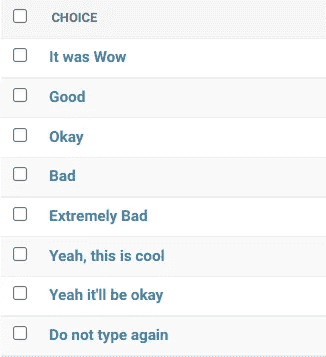 CHOICE
It was Wow
Good
Okay
Bad
Extremely Bad
Yeah, this is cool
Yeah it'll be okay
Do not type again